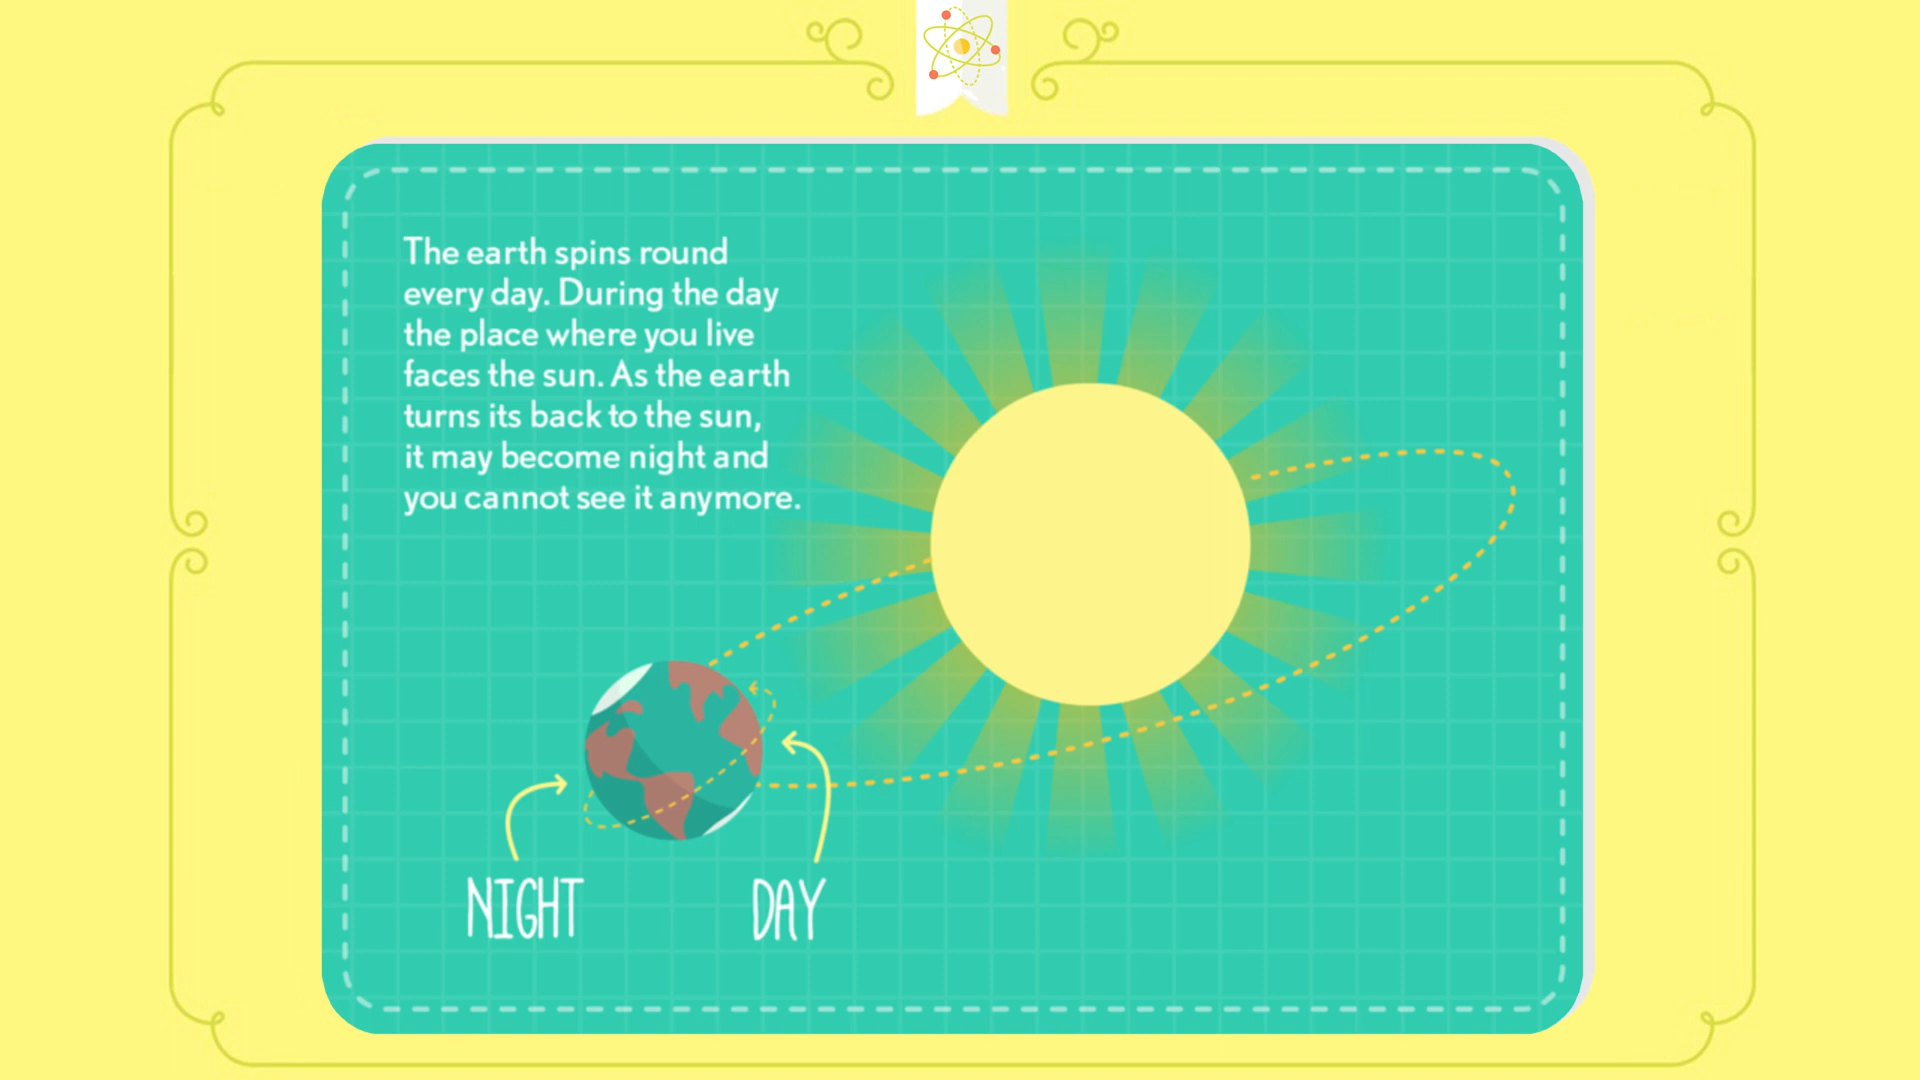 The earth spins round
every day. During the day
the place where you live
faces the sun. As the earth
turns its back to the sun,
it may become night and
you cannot see it anymore.
NIGHT
DAY